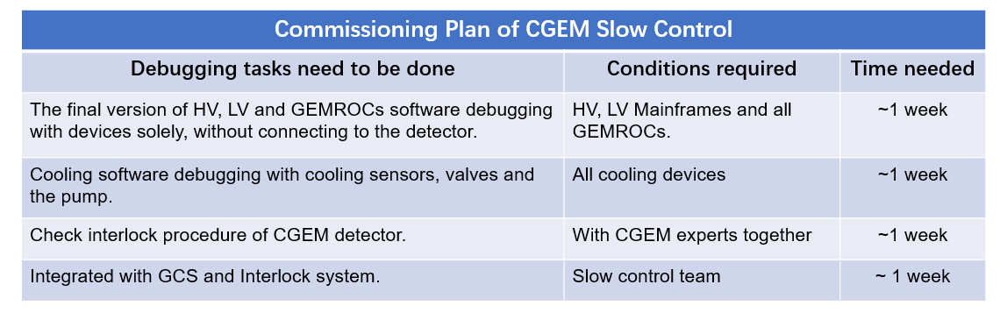 Commissioning Plan of CGEM Slow Control
Debugging tasks need to be done Conditions required Time needed
The final version of HV, LV and GEMROCs software debugging HV, LV Mainframes and all ~1 week
with devices solely, without connecting to the detector. GEMROCs.
Cooling software debugging with cooling sensors, valves and All cooling devices ~1 week
the pump.
Check interlock procedure of CGEM detector. With CGEM experts together ~1 week
Integrated with GCS and Interlock system. Slow control team ~ 1 week